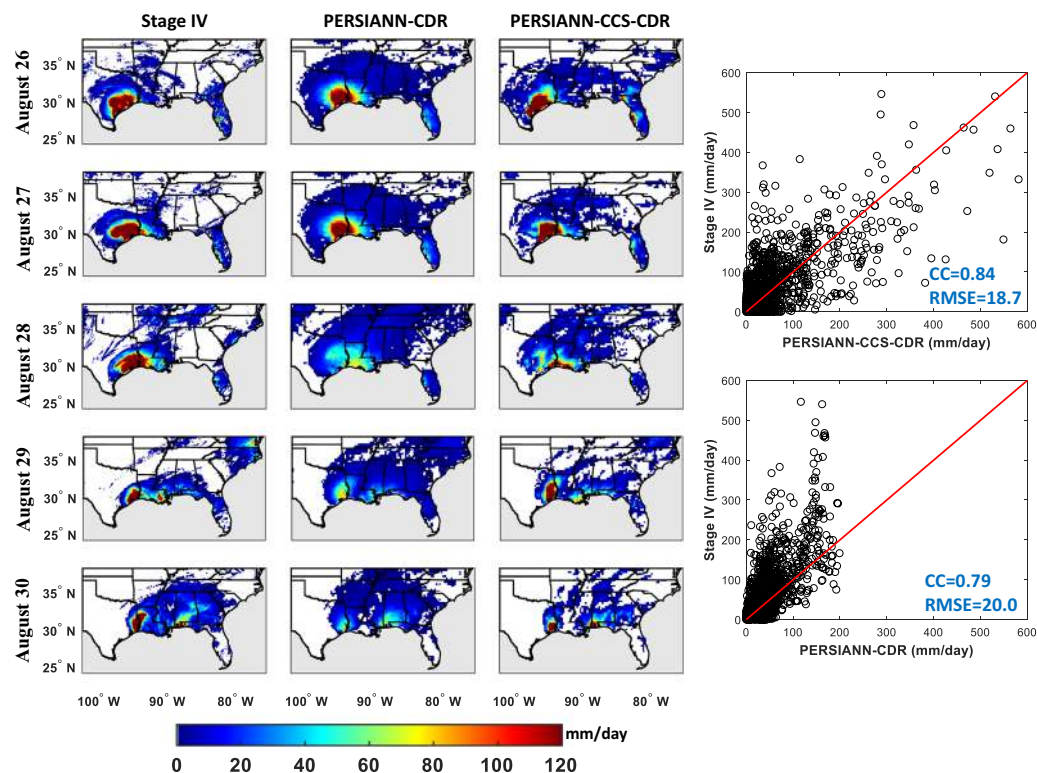 Stage IV PERSIANN-CDR PERSIANN-CCS-CDR
August 26
35° N
30° N
25° N
August 27
35° N
30° N
25° N
August 28
35° N
30° N
25° N
August 29
35° N
30° N
25° N
August 30
35° N
30° N
25° N
100° W 90° W 80° W 100° W 90° W 80° W 100° W 90° W 80° W
mm/day
0 20 40 60 80 100 120
600
500
400
300
200
100
0
Stage IV (mm/day)
CC=0.84
RMSE=18.7
0 100 200 300 400 500 600
PERSIANN-CCS-CDR (mm/day)
600
500
400
300
200
100
0
Stage IV (mm/day)
CC=0.79
RMSE=20.0
0 100 200 300 400 500 600
PERSIANN-CDR (mm/day)